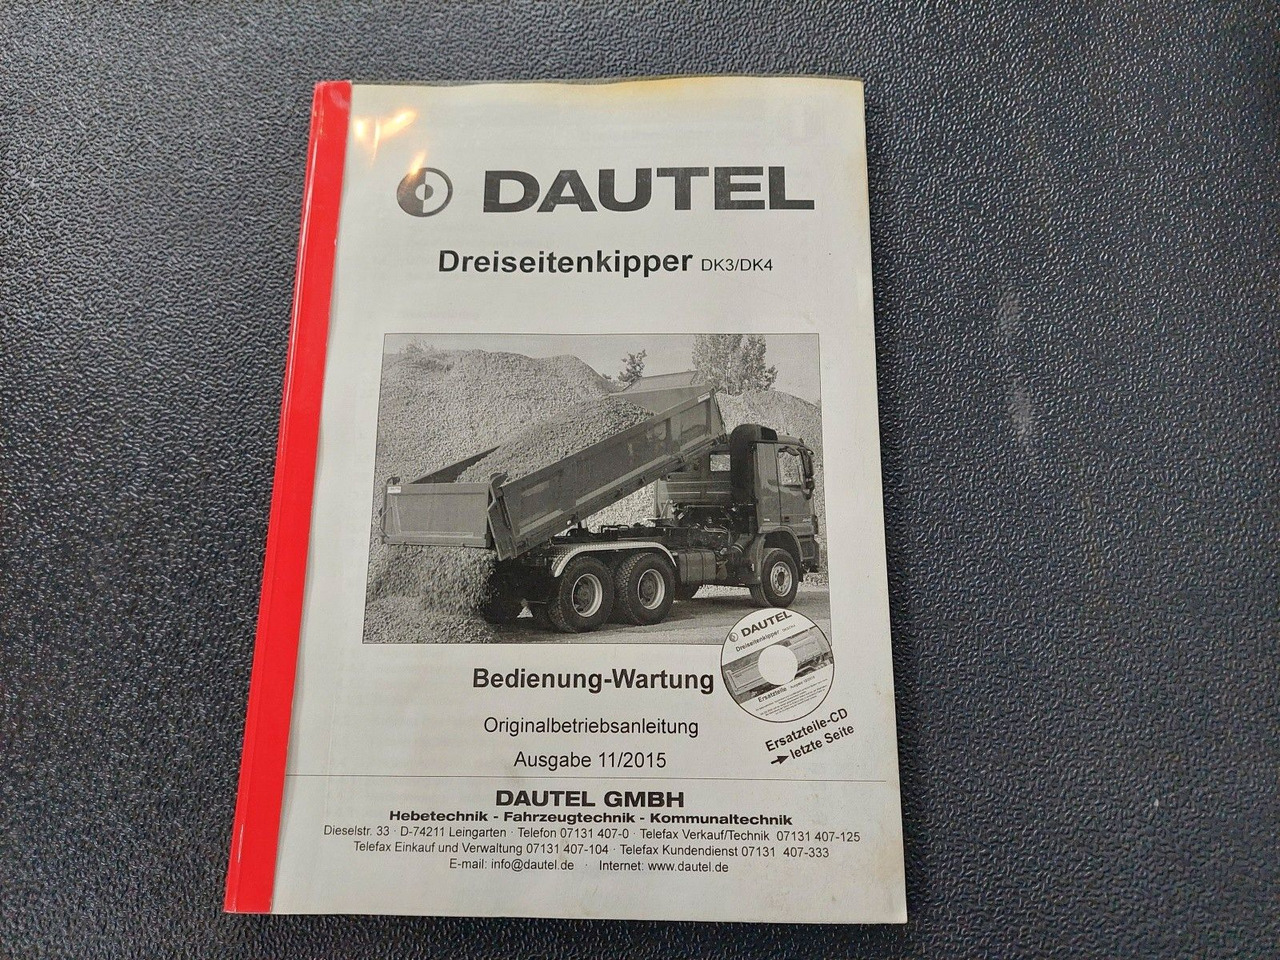 DAUTEL
Dreiseitenkipper DK3/DK4
DAUTEL
Dreiseitenkipper
Ersatzteile
Bedienung-Wartung
Originalbetriebsanleitung
Ausgabe 11/2015
Ersatzteile-CD
letzte Seite
DAUTEL GMBH
Hebetechnik - Fahrzeugtechnik - Kommunaltechnik
Dieselstr. 33 · D-74211 Leingarten · Telefon 07131 407-0 · Telefax Verkauf/Technik 07131 407-125
Telefax Einkauf und Verwaltung 07131 407-104 · Telefax Kundendienst 07131 407-333
E-mail: info@dautel.de · Internet: www.dautel.de